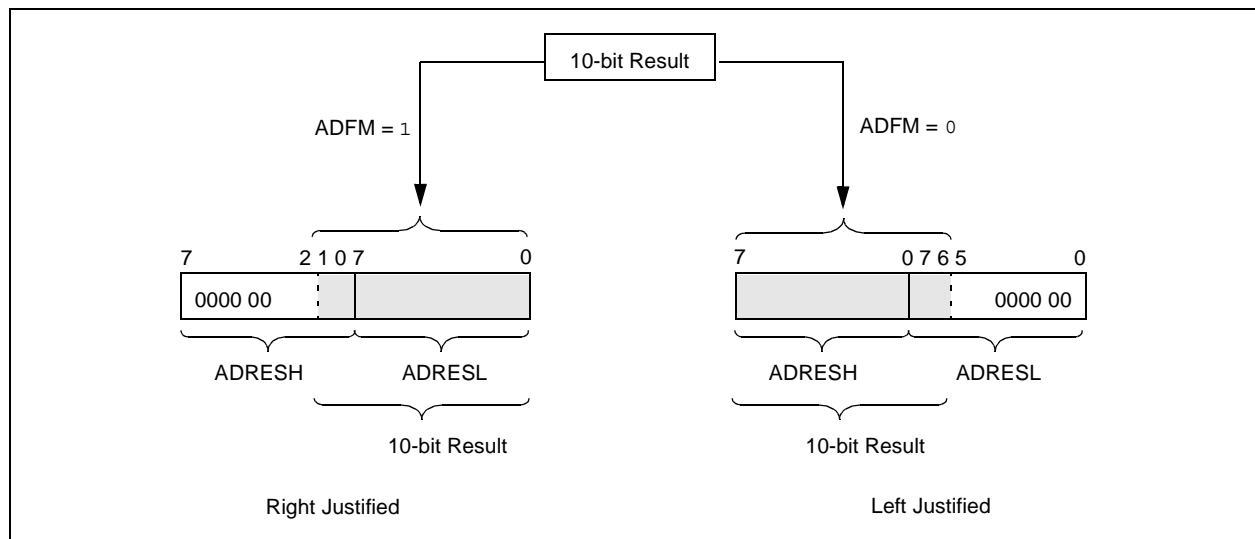 10-bit Result
ADFM = 1
ADFM = 0
7 2 1 0 7 0
7 0 7 6 5 0
0000 00
0000 00
ADRESH ADRESL
ADRESH ADRESL
10-bit Result
10-bit Result
Right Justified
Left Justified